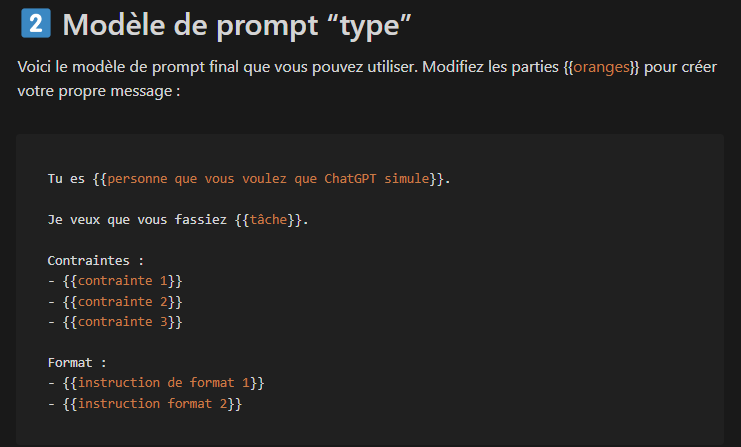 2 Modèle de prompt “type”
Voici le modèle de prompt final que vous pouvez utiliser. Modifiez les parties {{oranges}} pour créer
votre propre message :
Tu es {{personne que vous voulez que ChatGPT simule}}.
Je veux que vous fassiez {{tâche}}.
Contraintes :
- {{contrainte 1}}
- {{contrainte 2}}
- {{contrainte 3}}
Format :
- {{instruction de format 1}}
- {{instruction format 2}}